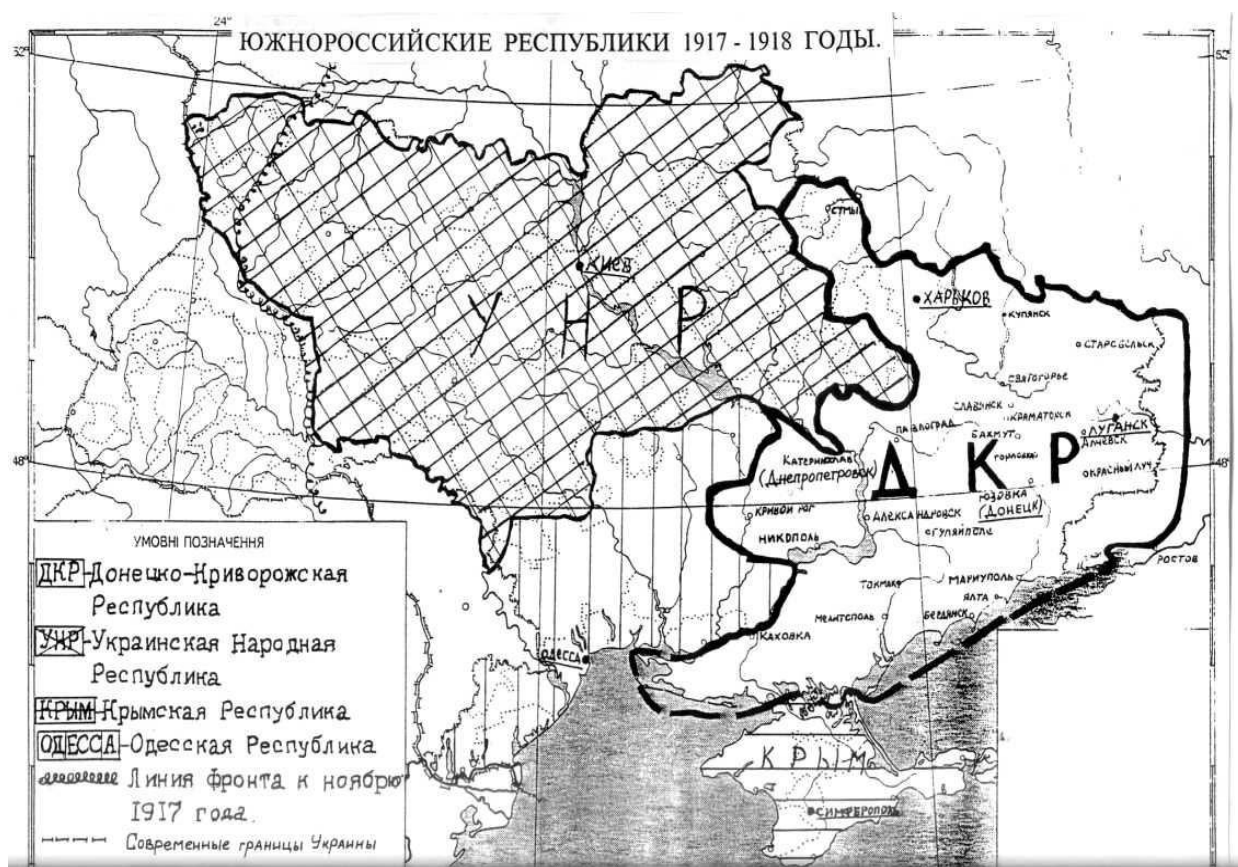 24°
52°
ЮЖНОРОССИЙСКИЕ РЕСПУБЛИКИ 1917 - 1918 ГОДЫ.
52°
КИЕВ
УНР
ХАРЬКОВ
КУПЯНСК
СТАРОБЕЛЬСК
СВЯТОГОРЬЕ
СЛАВЯНСК
КРАМАТОРСК
ЛУГАНСК
ПАВЛОГРАД
БАХМУТ
АЛЧЕВСК
48°
КАТЕРИНОСЛАВ
(ДНЕПРОПЕТРОВСК)
ДКР
ГОРЛОВКА
КРАСНЫЙ ЛУЧ
48°
ЮЗОВКА
(ДОНЕЦК)
КРИВОЙ РОГ
АЛЕКСАНДРОВСК
ГУЛЯЙПОЛЕ
НИКОПОЛЬ
РОСТОВ
ТОКМАК
МАРИУПОЛЬ
ЯЛТА
МЕЛИТОПОЛЬ
БЕРДЯНСК
КАХОВКА
ОДЕССА
КРЫМ
СИМФЕРОПОЛЬ
УМОВНІ ПОЗНАЧЕННЯ
ДКР-Донецко-Криворожская
Республика
УНР-Украинская Народная
Республика
КРЫМ-Крымская Республика
ОДЕССА-Одесская Республика
Линия фронта к ноябрю
1917 года.
Современные границы Украины